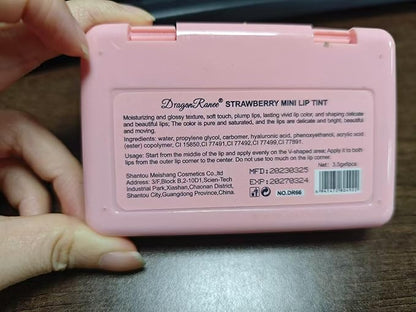 DragonRanee® STRAWBERRY MINI LIP TINT
Moisturizing and glossy texture, soft touch, plump lips, lasting vivid lip color, and shaping delicate
and beautiful lips; The color is pure and saturated, and the lips are delicate and bright, beautiful
and moving.
Ingredients: water, propylene glycol, carbomer, hyaluronic acid, phenoxyethanol, acrylic acid
(ester) copolymer, CI 15850,CI 77491,CI 77492,CI 77499,CI 77891.
Usage: Start from the middle of the lip and apply evenly on the V-shaped area; Apply it to both
lips from the outer lip corner to the center. Do not use too much on the lip corner.
Shantou Meishang Cosmetics Co.,ltd
Address: 3/F,Block B.2-10D1,Scien-Tech
Industrial Park,Xiashan,Chaonan District,
Shantou City,Guangdong Province,China.
MFD:20230325
EXP:20270324
NO.DR66
Net: 3.5gx6pcs